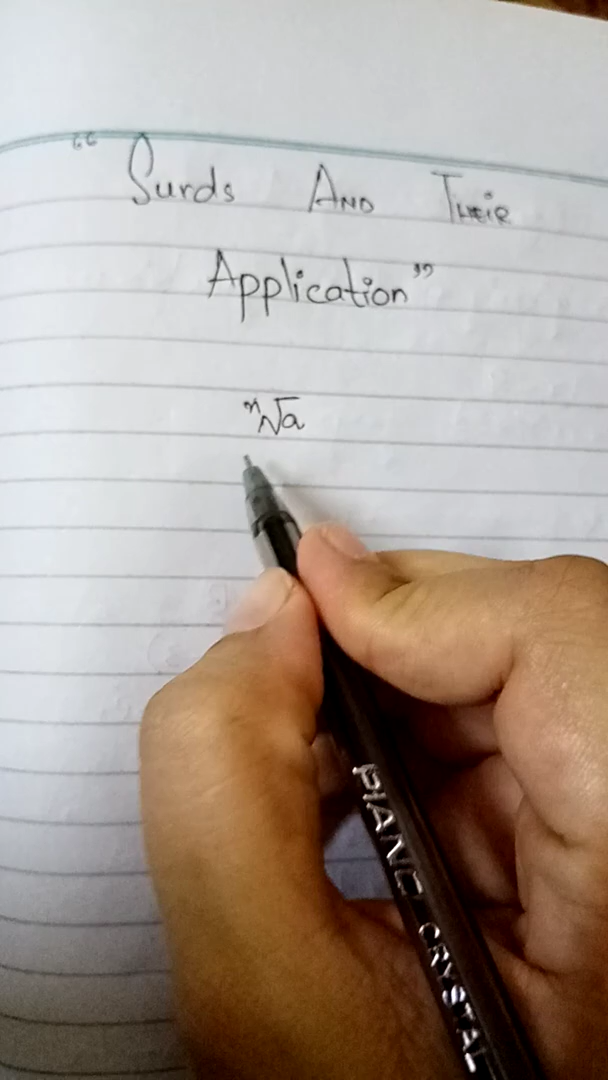 “Surds AND THEIR
Application”
ⁿ√a
PIANO CRYSTAL